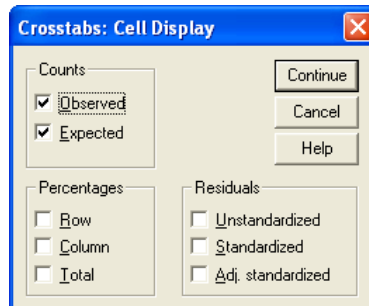 Crosstabs: Cell Display
Counts
Observed
Expected
Continue
Cancel
Help
Percentages
Row
Column
Total
Residuals
Unstandardized
Standardized
Adj. standardized